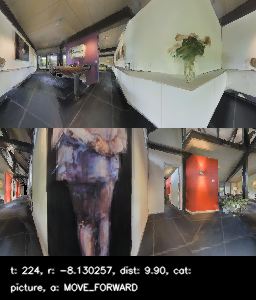 t: 224, r: -8.130257, dist: 9.90, cat:
picture, a: MOVE_FORWARD